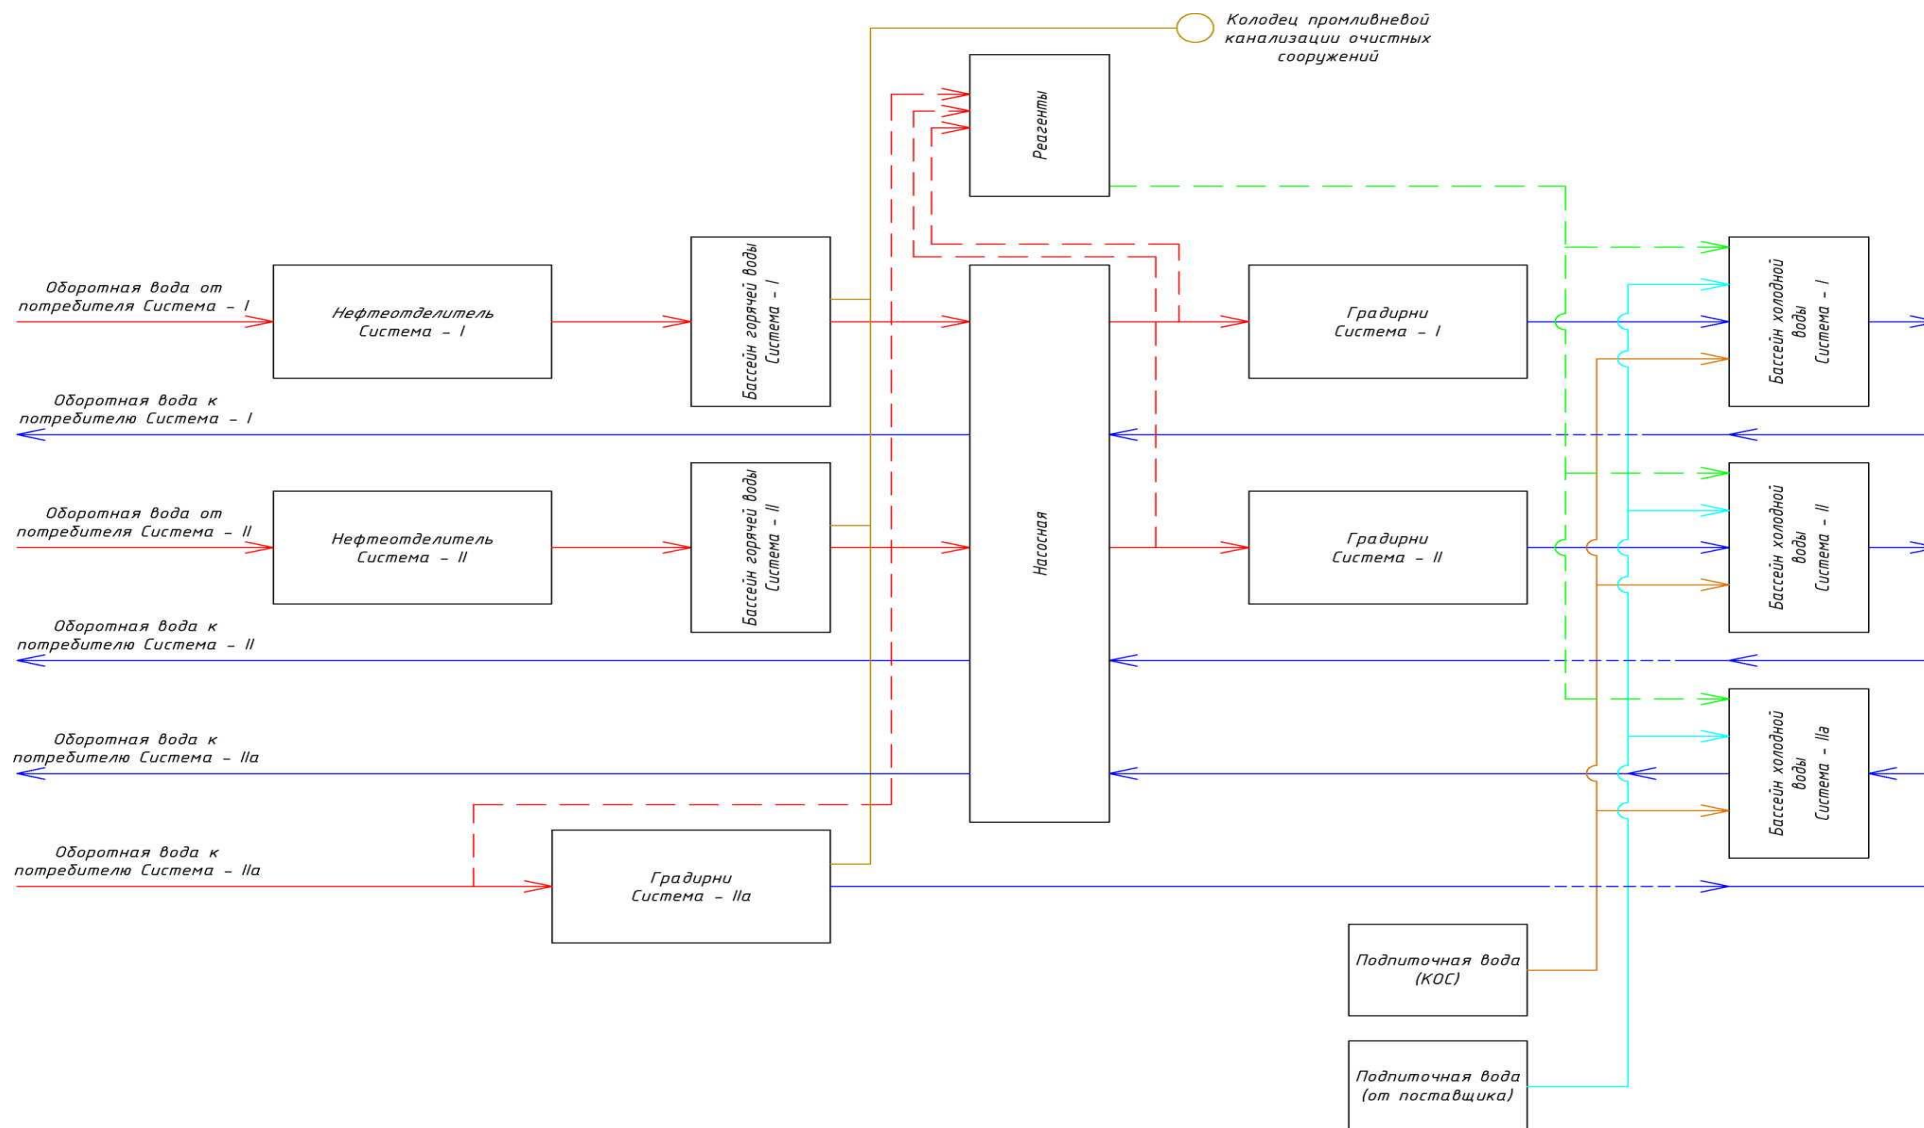 Колодец промливневой
канализации очистных
сооружений
Реагенты
Оборотная вода от
потребителя Система - I
Нефтеотделитель
Система - I
Бассейн горячей воды
Система - I
Градирни
Система - I
Бассейн холодной
воды
Система - I
Оборотная вода к
потребителю Система - I
Оборотная вода от
потребителя Система - II
Нефтеотделитель
Система - II
Бассейн горячей воды
Система - II
Насосная
Градирни
Система - II
Бассейн холодной
воды
Система - II
Оборотная вода к
потребителю Система - II
Оборотная вода к
потребителю Система - IIа
Бассейн холодной
воды
Система - IIа
Оборотная вода к
потребителю Система - IIа
Градирни
Система - IIа
Подпиточная вода
(КОС)
Подпиточная вода
(от поставщика)